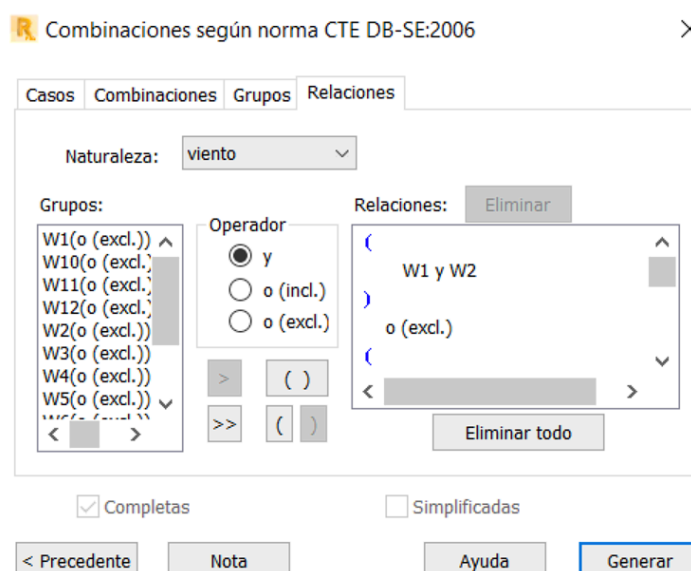 Combinaciones según norma CTE DB-SE:2006
Casos Combinaciones Grupos Relaciones
Naturaleza: viento
Grupos:
W1(o (excl.))
W10(o (excl.
W11(o (excl.
W12(o (excl.
W2(o (excl.))
W3(o (excl.))
W4(o (excl.))
W5(o (excl.))
Operador
y
o (incl.)
o (excl.)
>
( )
>>
(
)
Relaciones: Eliminar
(
W1 y W2
)
o (excl.)
(
Eliminar todo
Completas
Simplificadas
< Precedente
Nota
Ayuda
Generar